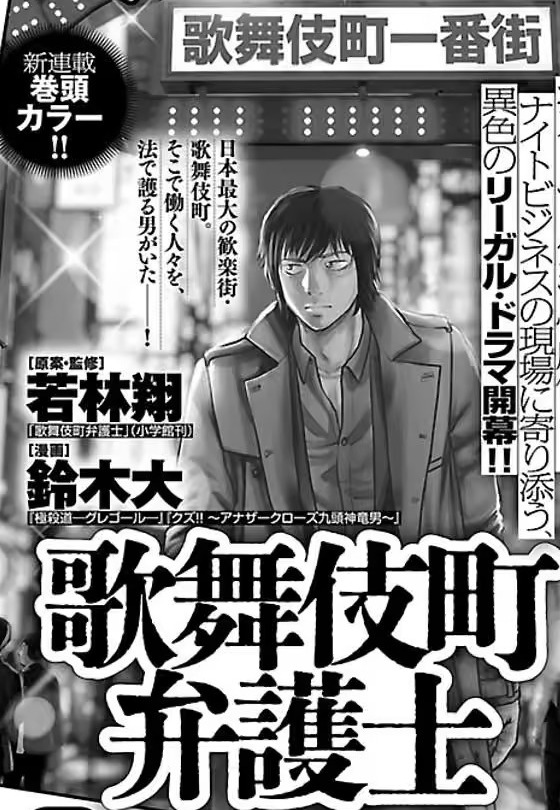 歌舞伎町一番街
新連載
巻頭
カラー!!
ナイトビジネスの現場に寄り添う、
異色のリーガル・ドラマ開幕!!
日本最大の歓楽街・
歌舞伎町。
そこで働く人々を、
法で護る男がいた――!
[原案・監修]
若林翔
『歌舞伎町弁護士』(小学館刊)
[漫画]
鈴木大
『極殺道―グレゴール―』『クズ!! ～アナザークローズ九頭神竜男～』
歌舞伎町
弁護士